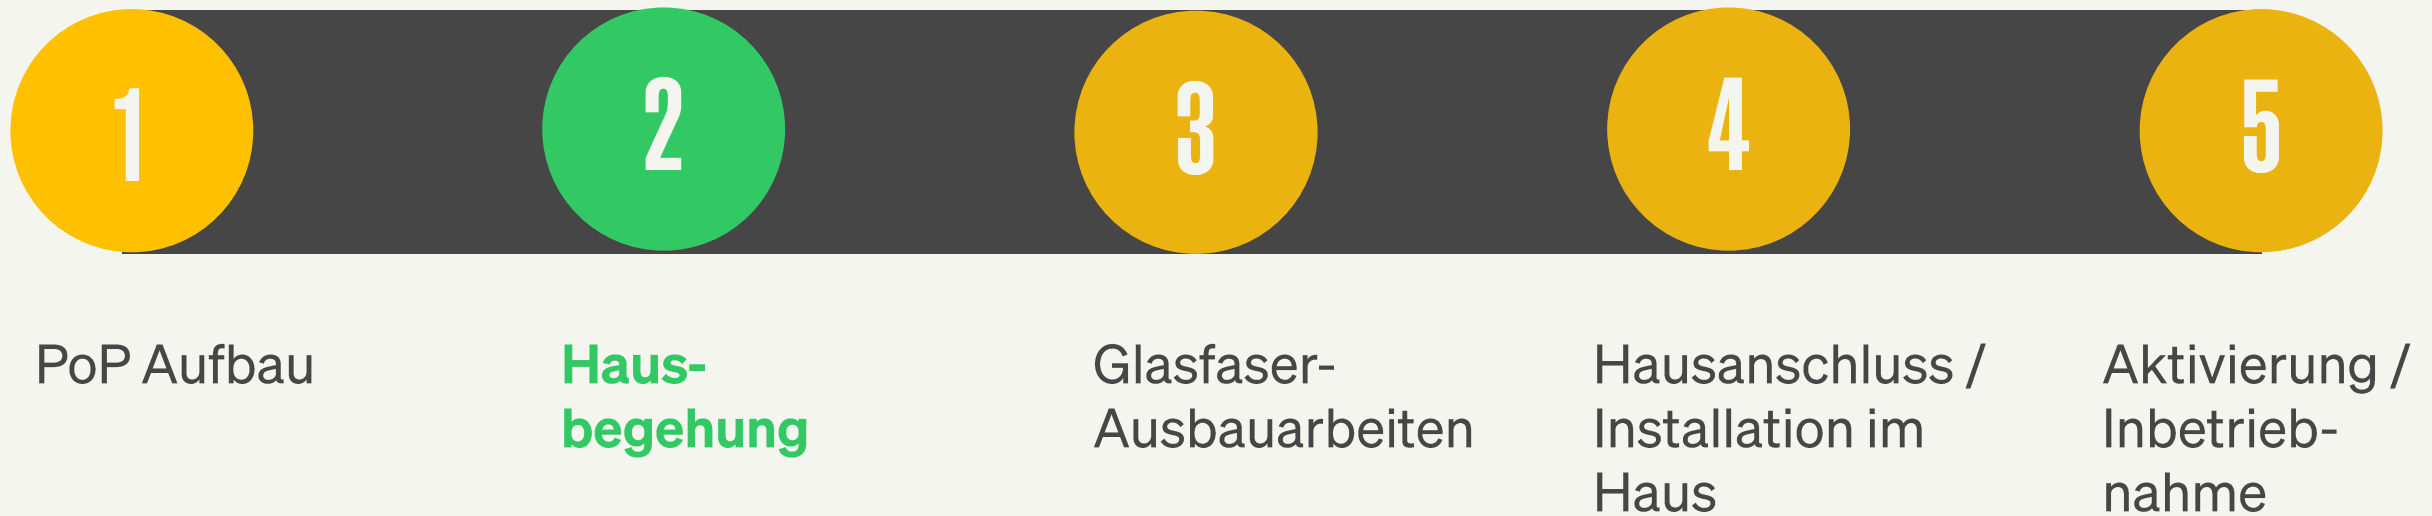 1
2
3
4
5
PoP Aufbau
Haus-
begehung
Glasfaser-
Ausbauarbeiten
Hausanschluss /
Installation im
Haus
Aktivierung /
Inbetrieb-
nahme